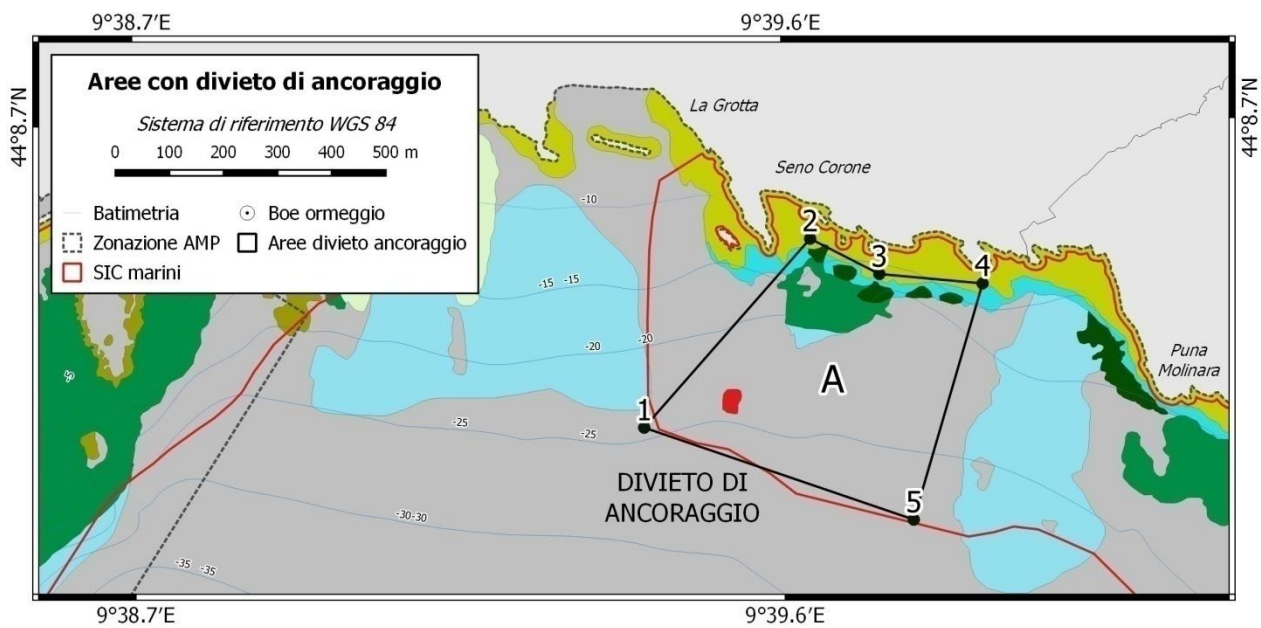 9°38.7'E
9°39.6'E
44°8.7'N
44°8.7'N
Aree con divieto di ancoraggio
Sistema di riferimento WGS 84
0 100 200 300 400 500 m
Batimetria
Boe ormeggio
Zonazione AMP
Aree divieto ancoraggio
SIC marini
La Grotta
Seno Corone
Puna
Molinara
-10
-15 -15
-20
-20
-25
-25
-30-30
-35 -35
-5
1
2
3
4
5
A
DIVIETO DI
ANCORAGGIO
9°38.7'E
9°39.6'E